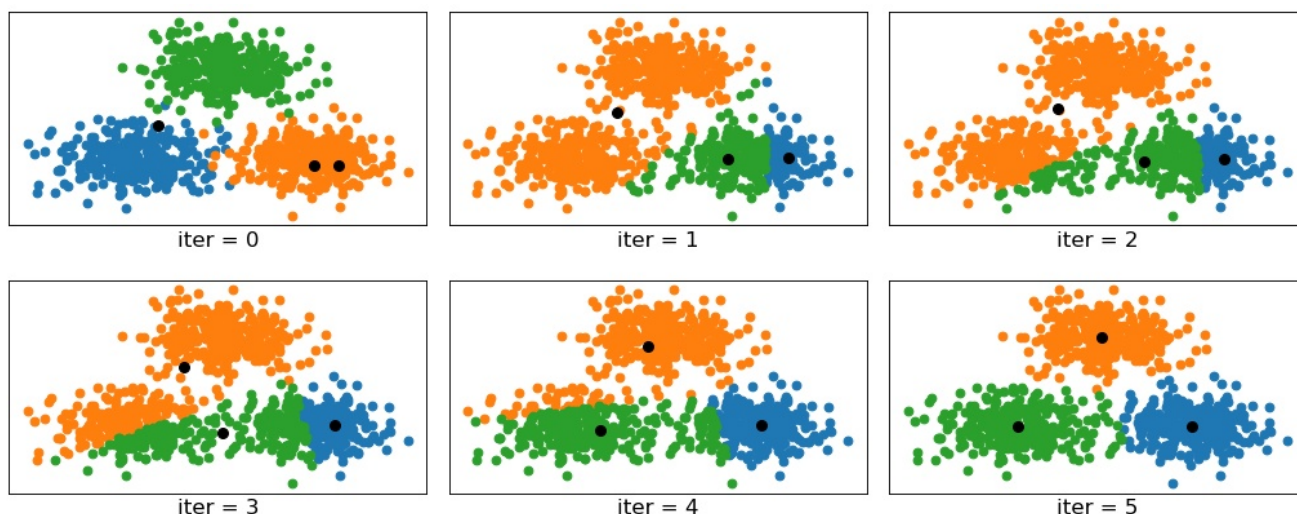 iter = 0
iter = 1
iter = 2
iter = 3
iter = 4
iter = 5